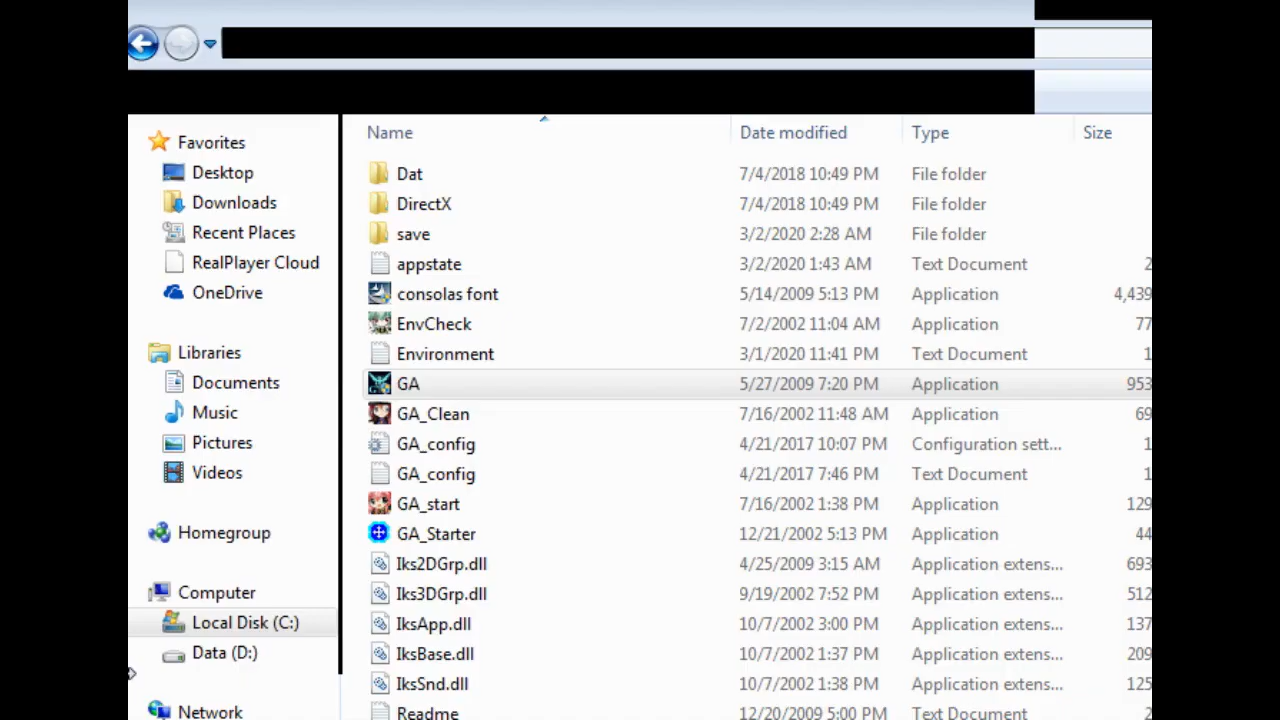 Name Date modified Type Size
Favorites
Desktop
Downloads
Recent Places
RealPlayer Cloud
OneDrive
Libraries
Documents
Music
Pictures
Videos
Homegroup
Computer
Local Disk (C:)
Data (D:)
Network
Dat 7/4/2018 10:49 PM File folder
DirectX 7/4/2018 10:49 PM File folder
save 3/2/2020 2:28 AM File folder
appstate 3/2/2020 1:43 AM Text Document 2
consolas font 5/14/2009 5:13 PM Application 4,439
EnvCheck 7/2/2002 11:04 AM Application 77
Environment 3/1/2020 11:41 PM Text Document 1
GA 5/27/2009 7:20 PM Application 953
GA_Clean 7/16/2002 11:48 AM Application 69
GA_config 4/21/2017 10:07 PM Configuration sett... 1
GA_config 4/21/2017 7:46 PM Text Document 1
GA_start 7/16/2002 1:38 PM Application 129
GA_Starter 12/21/2002 5:13 PM Application 44
Iks2DGrp.dll 4/25/2009 3:15 AM Application extens... 693
Iks3DGrp.dll 9/19/2002 7:52 PM Application extens... 512
IksApp.dll 10/7/2002 3:00 PM Application extens... 137
IksBase.dll 10/7/2002 1:37 PM Application extens... 209
IksSnd.dll 10/7/2002 1:38 PM Application extens... 125
Readme 12/20/2009 5:00 PM Text Document 2